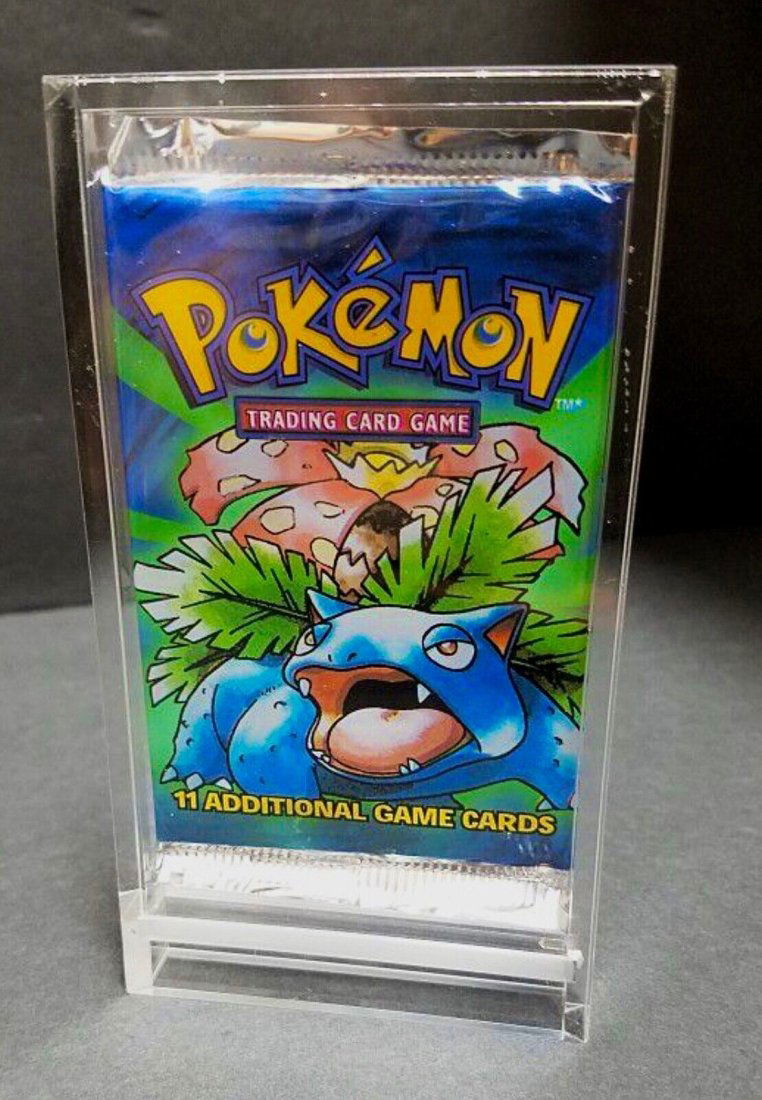 POKéMON
TM*
TRADING CARD GAME
11 ADDITIONAL GAME CARDS